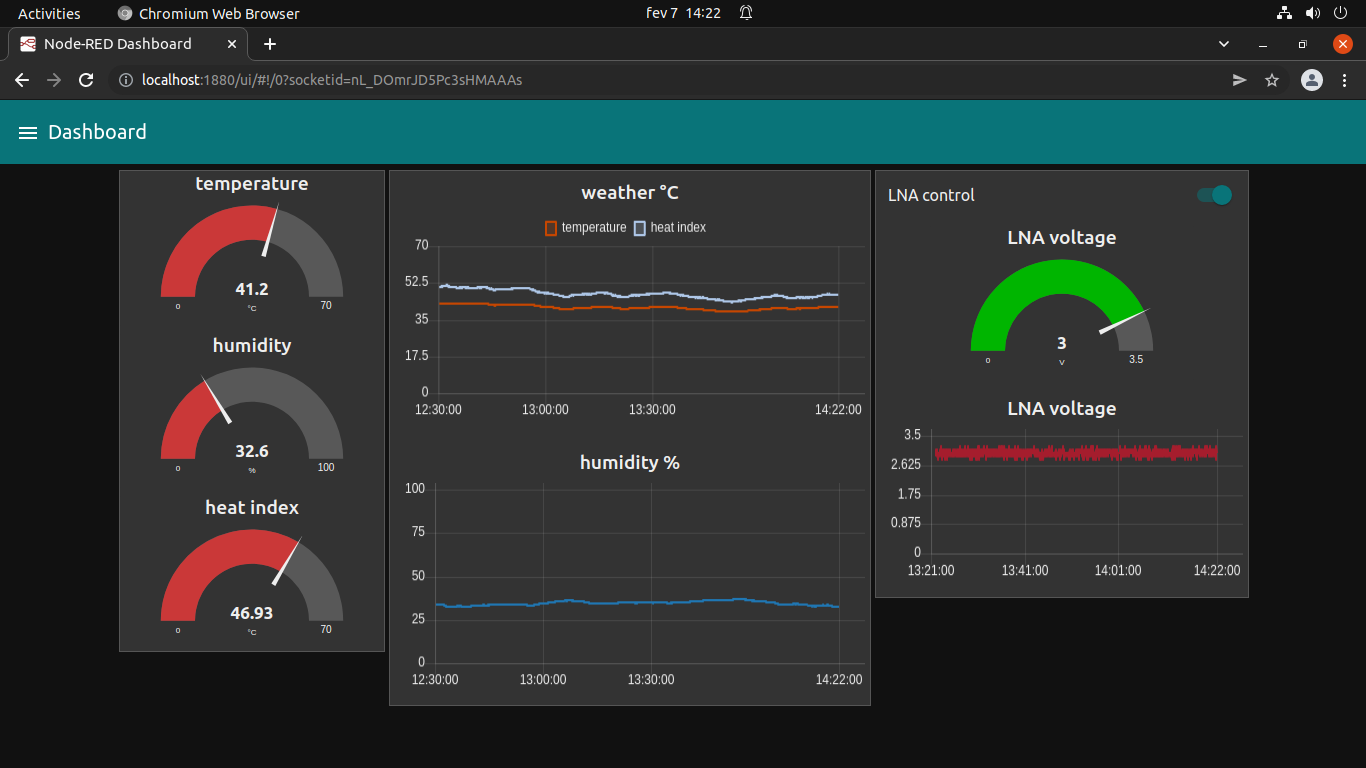 Activities Chromium Web Browser fev 7 14:22
Node-RED Dashboard
localhost:1880/ui/#!/0?socketid=nL_DOmrJD5Pc3sHMAAAs
Dashboard
temperature
41.2
°C
0 70
humidity
32.6
%
0 100
heat index
46.93
°C
0 70
weather °C
temperature heat index
70
52.5
35
17.5
0
12:30:00 13:00:00 13:30:00 14:22:00
humidity %
100
75
50
25
0
12:30:00 13:00:00 13:30:00 14:22:00
LNA control
LNA voltage
3
V
0 3.5
LNA voltage
3.5
2.625
1.75
0.875
0
13:21:00 13:41:00 14:01:00 14:22:00